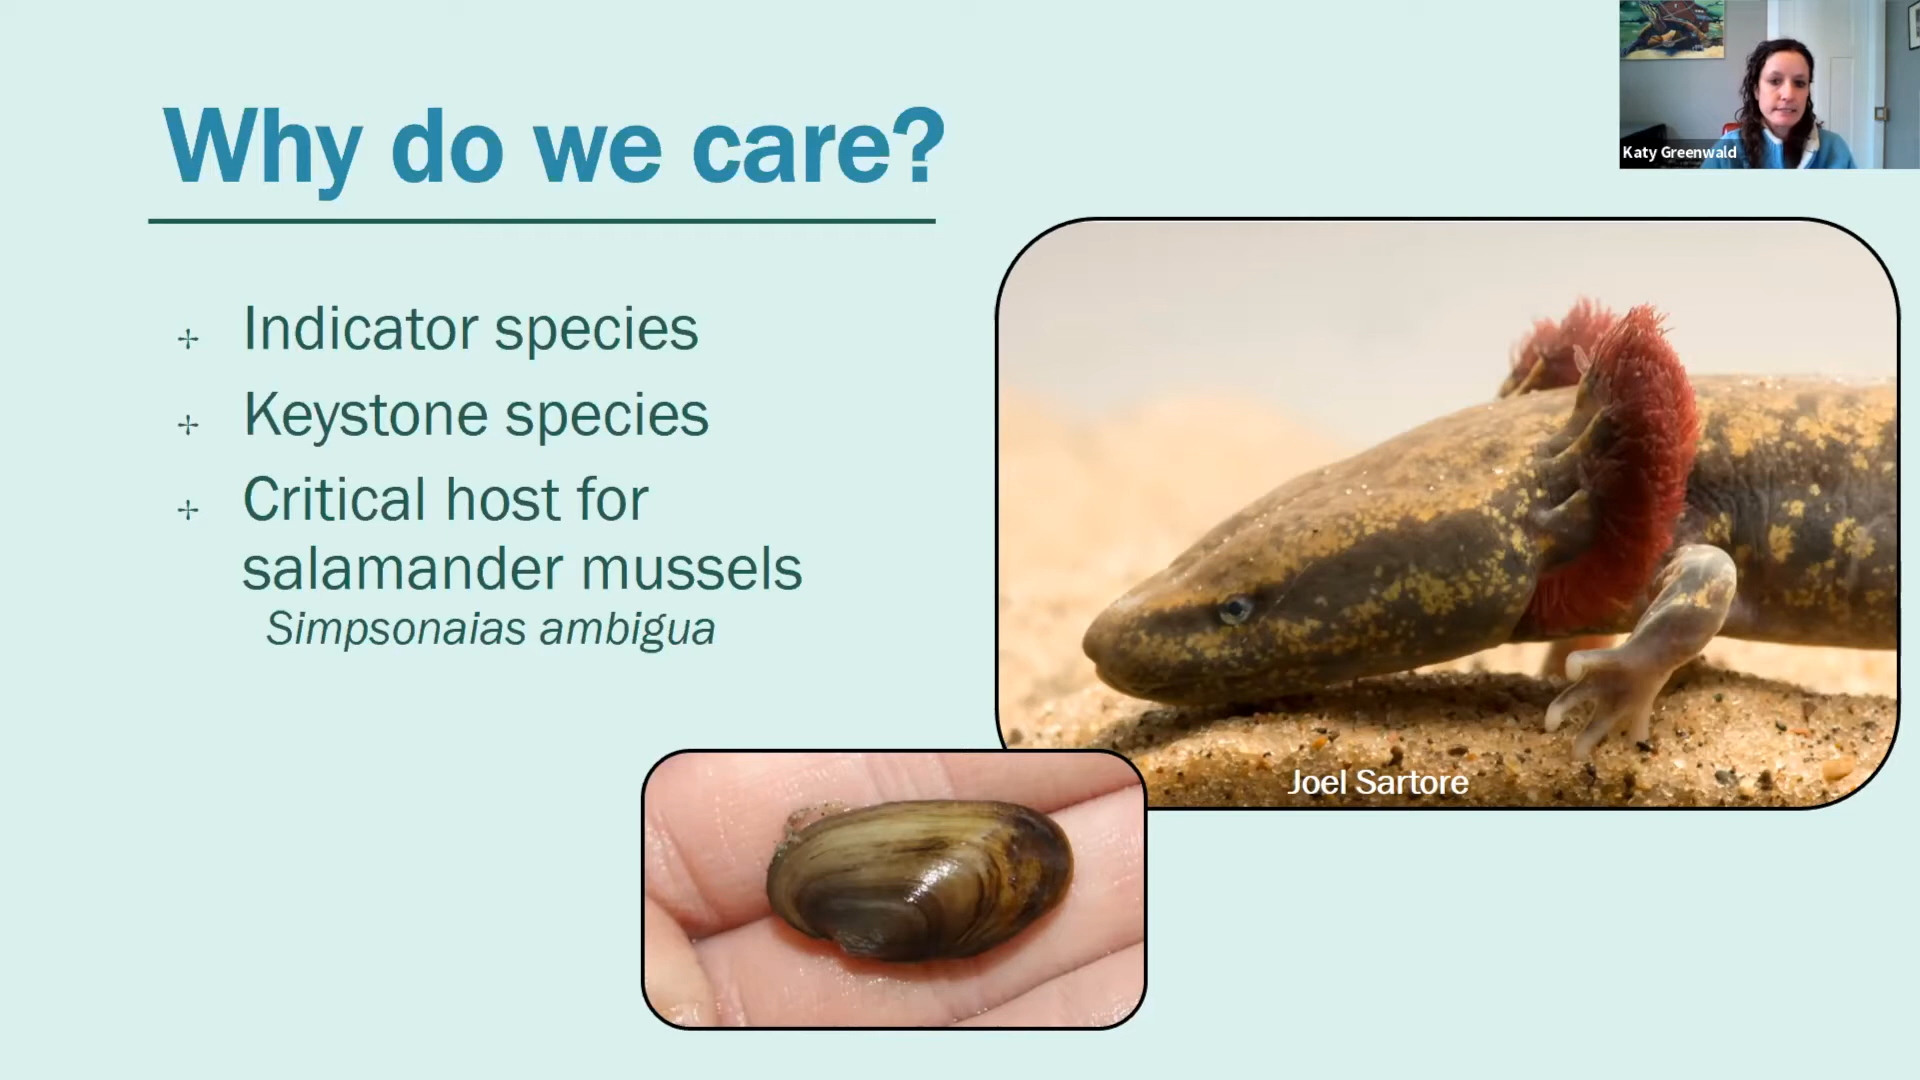 Why do we care?
Katy Greenwald
Indicator species
Keystone species
Critical host for
salamander mussels
Simpsonaias ambigua
Joel Sartore